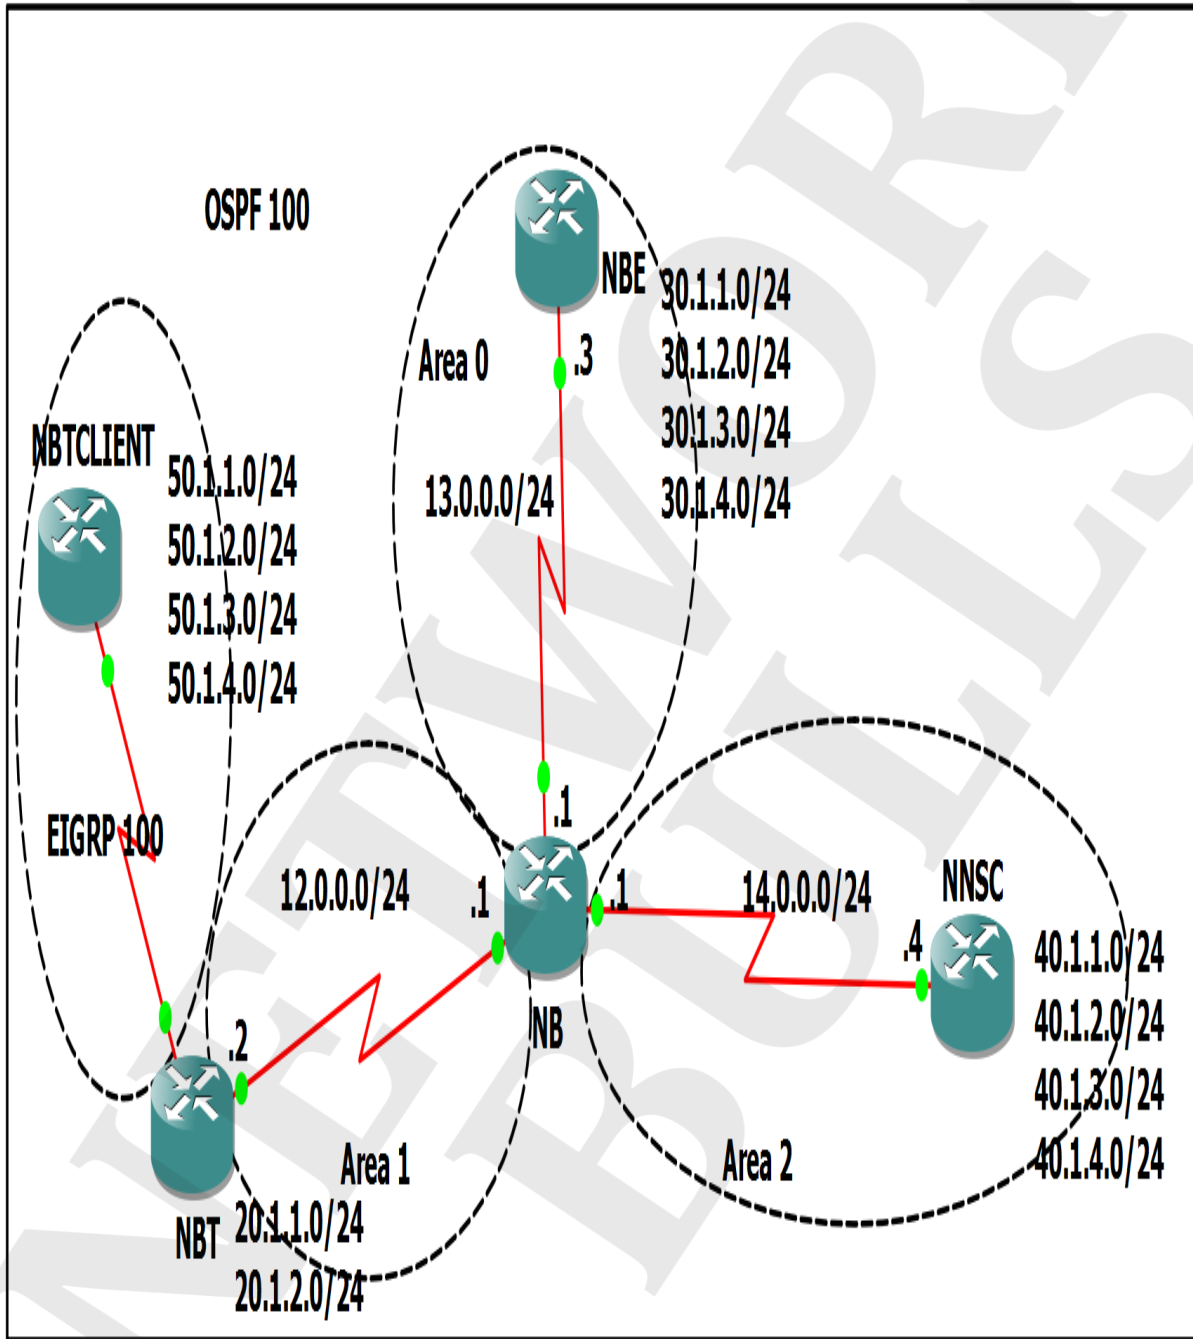 OSPF 100
NBE
30.1.1.0/24
30.1.2.0/24
30.1.3.0/24
30.1.4.0/24
Area 0
.3
13.0.0.0/24
.1
NBTCLIENT
50.1.1.0/24
50.1.2.0/24
50.1.3.0/24
50.1.4.0/24
EIGRP 100
12.0.0.0/24
.1
.1
14.0.0.0/24
NNSC
.4
40.1.1.0/24
40.1.2.0/24
40.1.3.0/24
40.1.4.0/24
NB
.2
Area 1
Area 2
NBT
20.1.1.0/24
20.1.2.0/24
NETWORK
BULLS